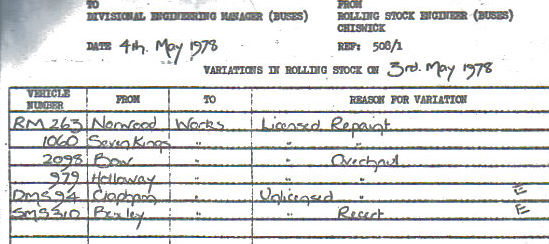 TO FROM
DIVISIONAL ENGINEERING MANAGER (BUSES) ROLLING STOCK ENGINEER (BUSES)
CHISWICK
DATE 4th. May 1978 REF: 508/1
VARIATIONS IN ROLLING STOCK ON 3rd. May 1978
VEHICLE NUMBER FROM TO REASON FOR VARIATION
RM 263 Norwood Works Licensed Repaint
1060 Seven Kings " " "
2098 Bow " " Overhaul
979 Holloway " " "
DMS 94 Clapham " Unlicensed " E
SMS 310 Bexley " " Recert E